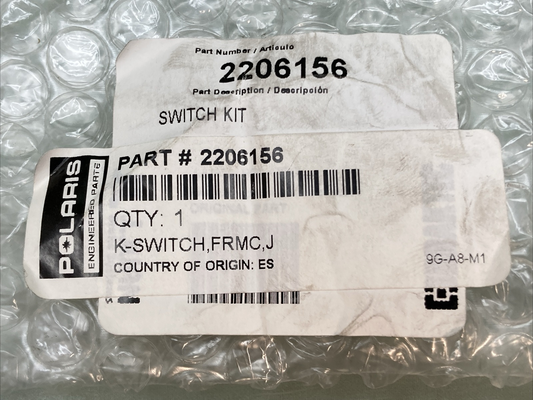 Part Number / Artículo
2206156
Part Description / Descripción
SWITCH KIT
POLARIS
ENGINEERED PARTS
PART # 2206156
QTY: 1
K-SWITCH,FRMC,J
COUNTRY OF ORIGIN: ES
9G-A8-M1